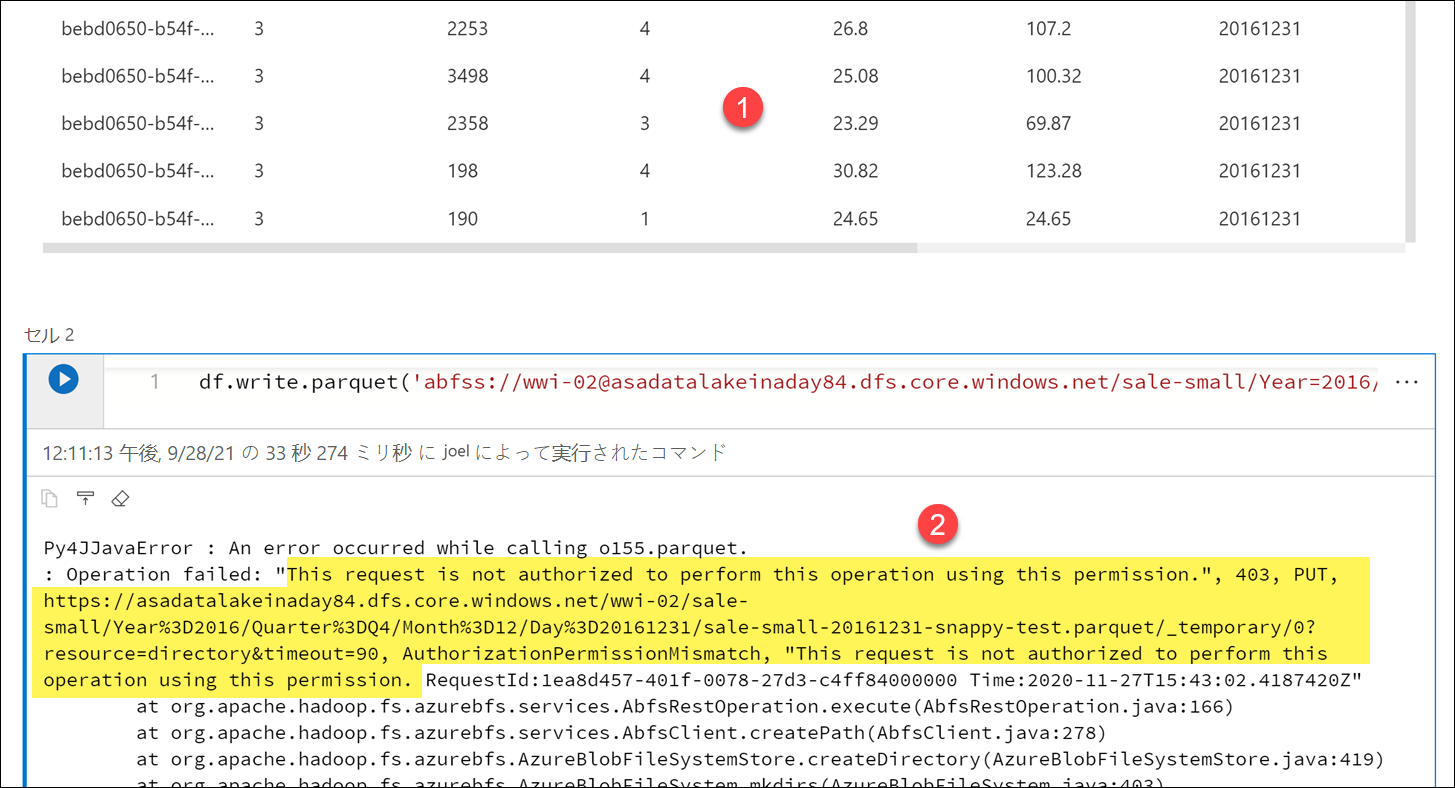 bebd0650-b54f-... 3 2253 4 26.8 107.2 20161231
bebd0650-b54f-... 3 3498 4 25.08 100.32 20161231
1
bebd0650-b54f-... 3 2358 3 23.29 69.87 20161231
bebd0650-b54f-... 3 198 4 30.82 123.28 20161231
bebd0650-b54f-... 3 190 1 24.65 24.65 20161231
セル 2
1 df.write.parquet('abfss://wwi-02@asadatalakeinaday84.dfs.core.windows.net/sale-small/Year=2016/ ...
12:11:13 午後, 9/28/21 の 33 秒 274 ミリ秒 に joel によって実行されたコマンド
2
Py4JJavaError : An error occurred while calling o155.parquet.
: Operation failed: "This request is not authorized to perform this operation using this permission.", 403, PUT,
https://asadatalakeinaday84.dfs.core.windows.net/wwi-02/sale-
small/Year%3D2016/Quarter%3DQ4/Month%3D12/Day%3D20161231/sale-small-20161231-snappy-test.parquet/_temporary/0?
resource=directory&timeout=90, AuthorizationPermissionMismatch, "This request is not authorized to perform this
operation using this permission. RequestId:1ea8d457-401f-0078-27d3-c4ff84000000 Time:2020-11-27T15:43:02.4187420Z"
at org.apache.hadoop.fs.azurebfs.services.AbfsRestOperation.execute(AbfsRestOperation.java:166)
at org.apache.hadoop.fs.azurebfs.services.AbfsClient.createPath(AbfsClient.java:278)
at org.apache.hadoop.fs.azurebfs.AzureBlobFileSystemStore.createDirectory(AzureBlobFileSystemStore.java:419)
at org.apache.hadoop.fs.azurebfs.AzureBlobFileSystem.mkdirs(AzureBlobFileSystem.java:403)